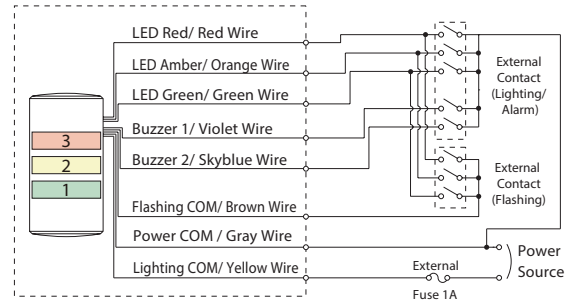 LED Red/ Red Wire
LED Amber/ Orange Wire
LED Green/ Green Wire
Buzzer 1/ Violet Wire
Buzzer 2/ Skyblue Wire
Flashing COM/ Brown Wire
Power COM / Gray Wire
Lighting COM/ Yellow Wire
3
2
1
External
Contact
(Lighting/
Alarm)
External
Contact
(Flashing)
Power
Source
External
Fuse 1A